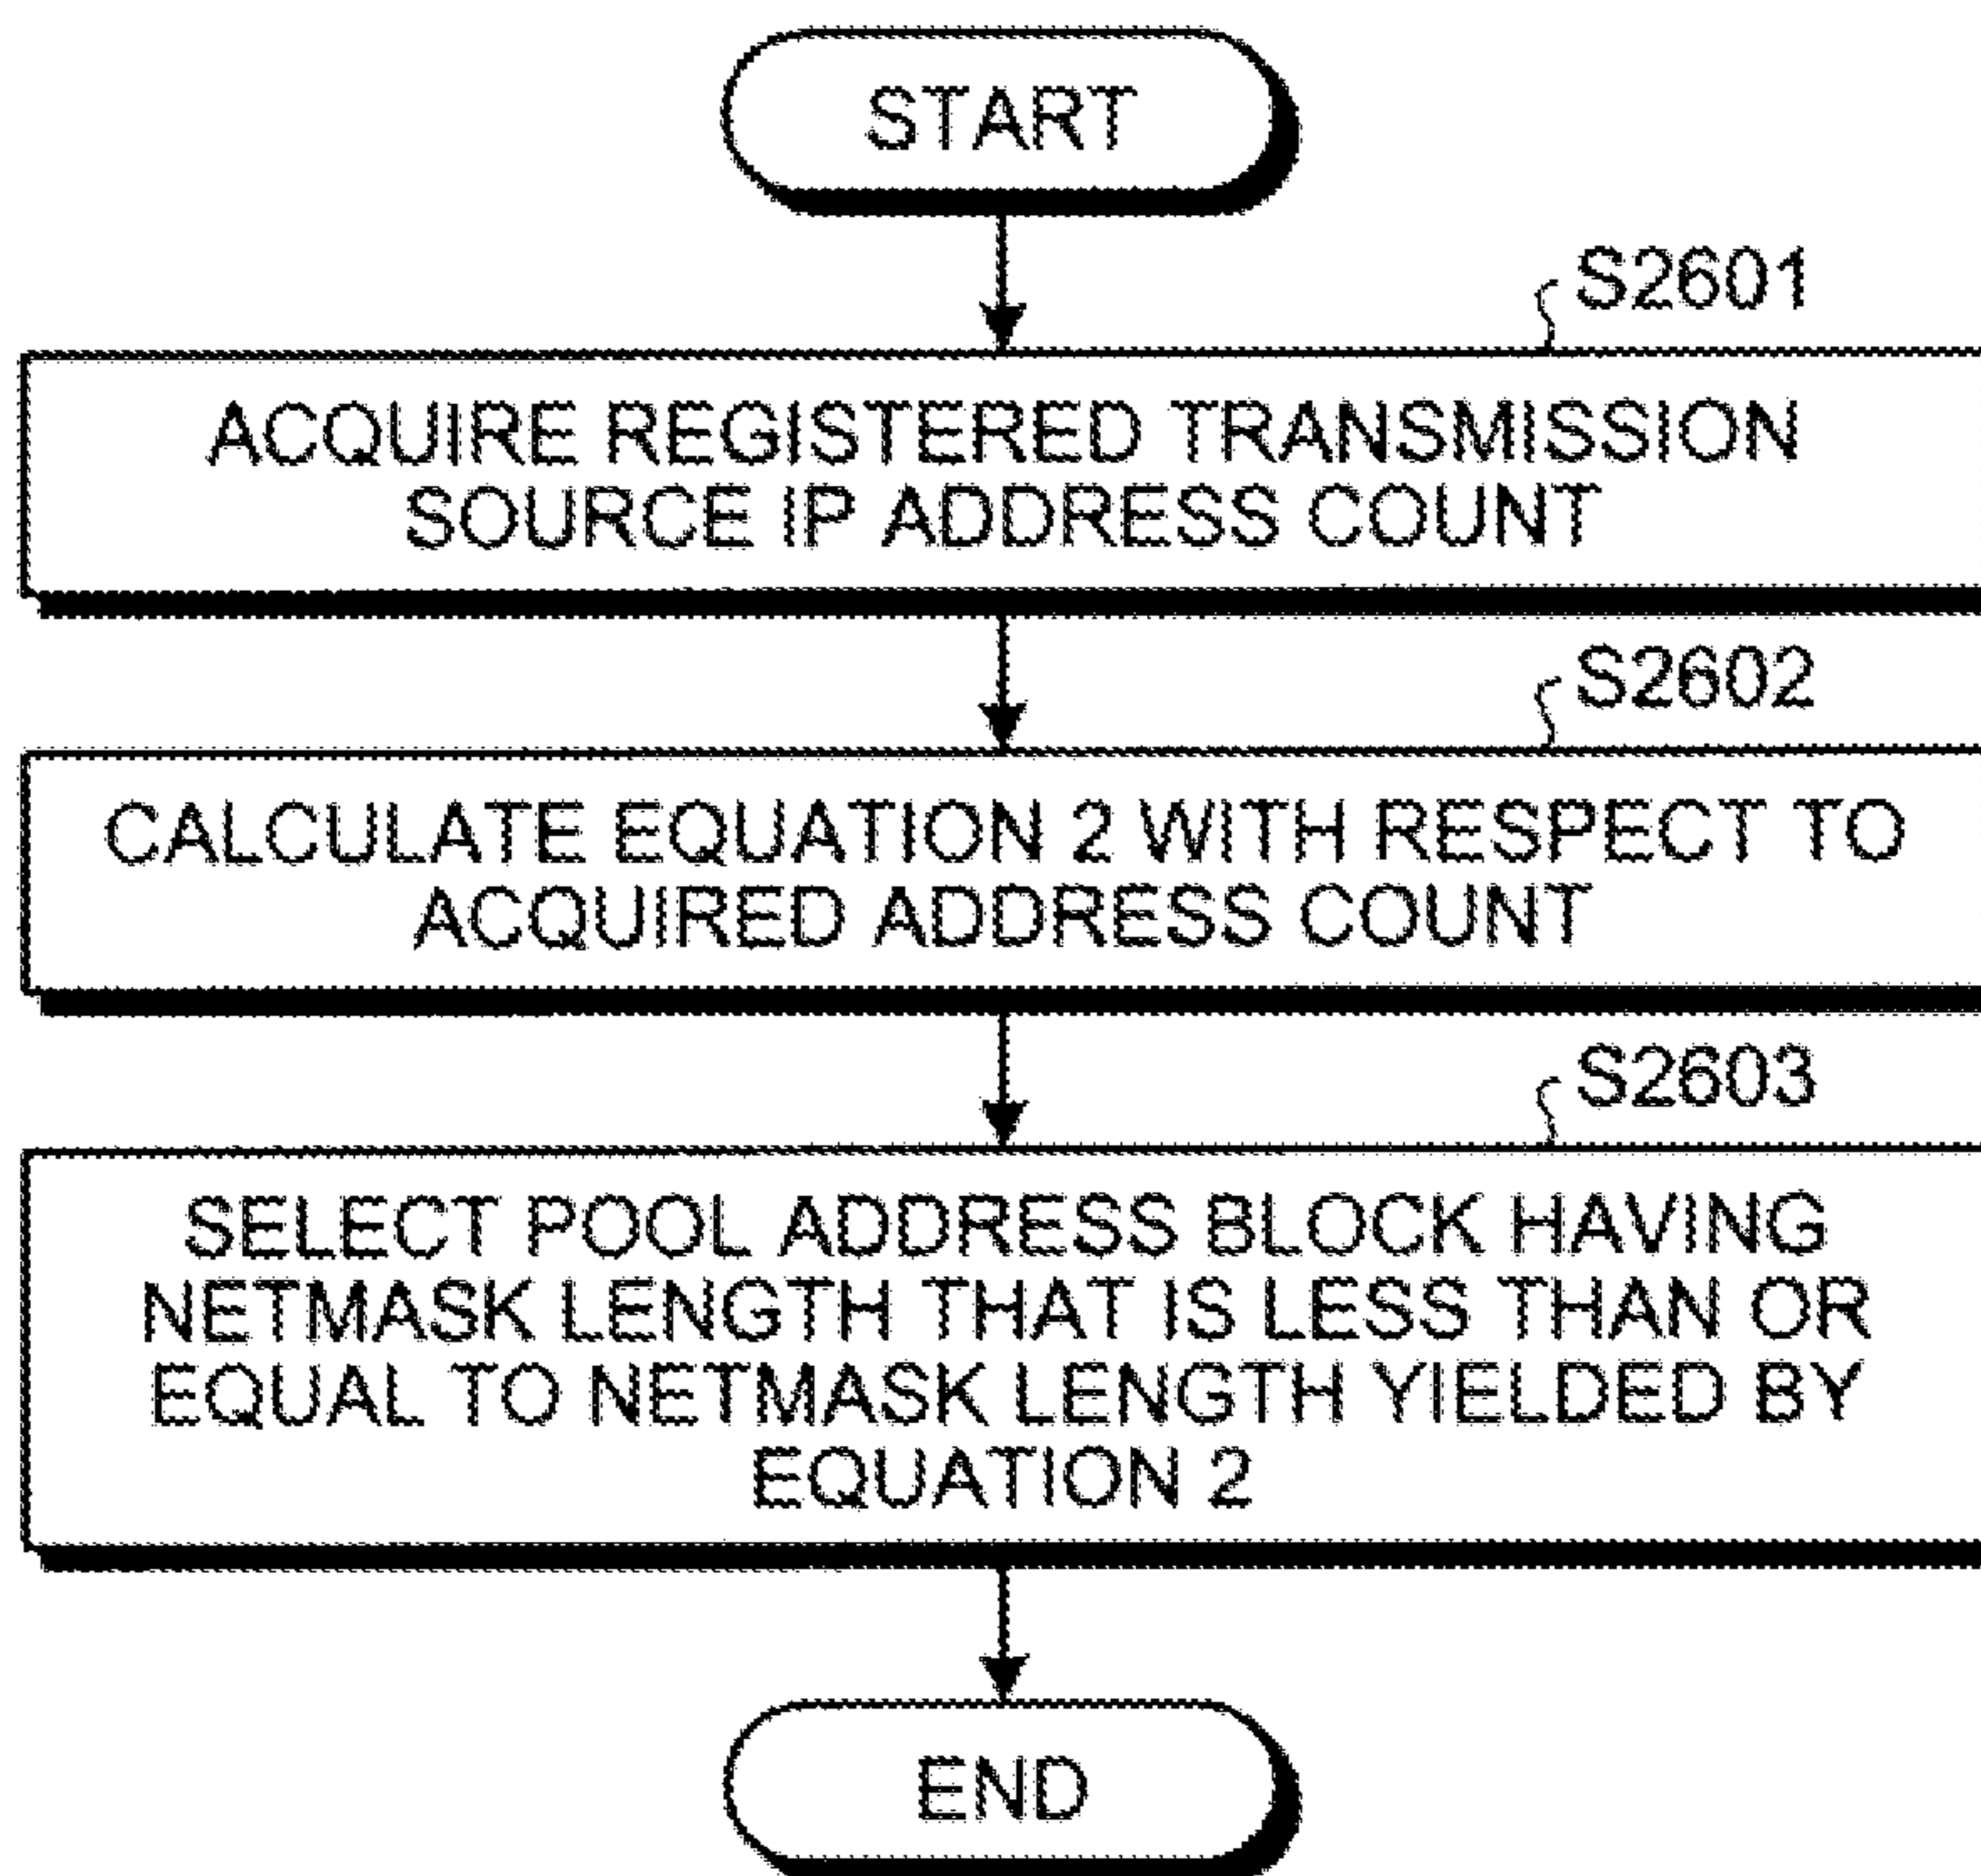 START
S2601
ACQUIRE REGISTERED TRANSMISSION
SOURCE IP ADDRESS COUNT
S2602
CALCULATE EQUATION 2 WITH RESPECT TO
ACQUIRED ADDRESS COUNT
S2603
SELECT POOL ADDRESS BLOCK HAVING
NETMASK LENGTH THAT IS LESS THAN OR
EQUAL TO NETMASK LENGTH YIELDED BY
EQUATION 2
END